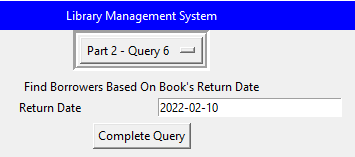 Library Management System
Part 2 - Query 6
Find Borrowers Based On Book's Return Date
Return Date 2022-02-10
Complete Query